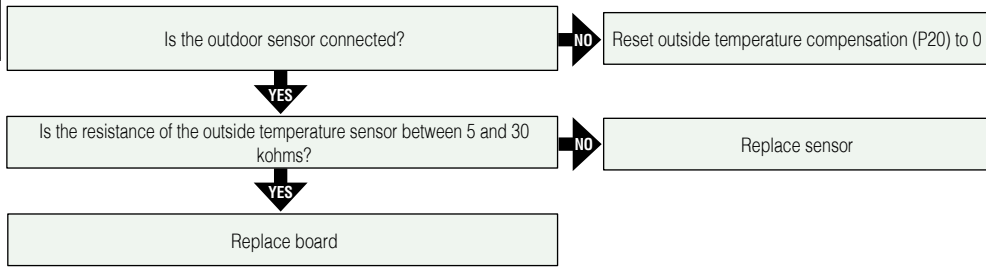 Is the outdoor sensor connected?
NO
Reset outside temperature compensation (P20) to 0
YES
Is the resistance of the outside temperature sensor between 5 and 30
kohms?
NO
Replace sensor
YES
Replace board